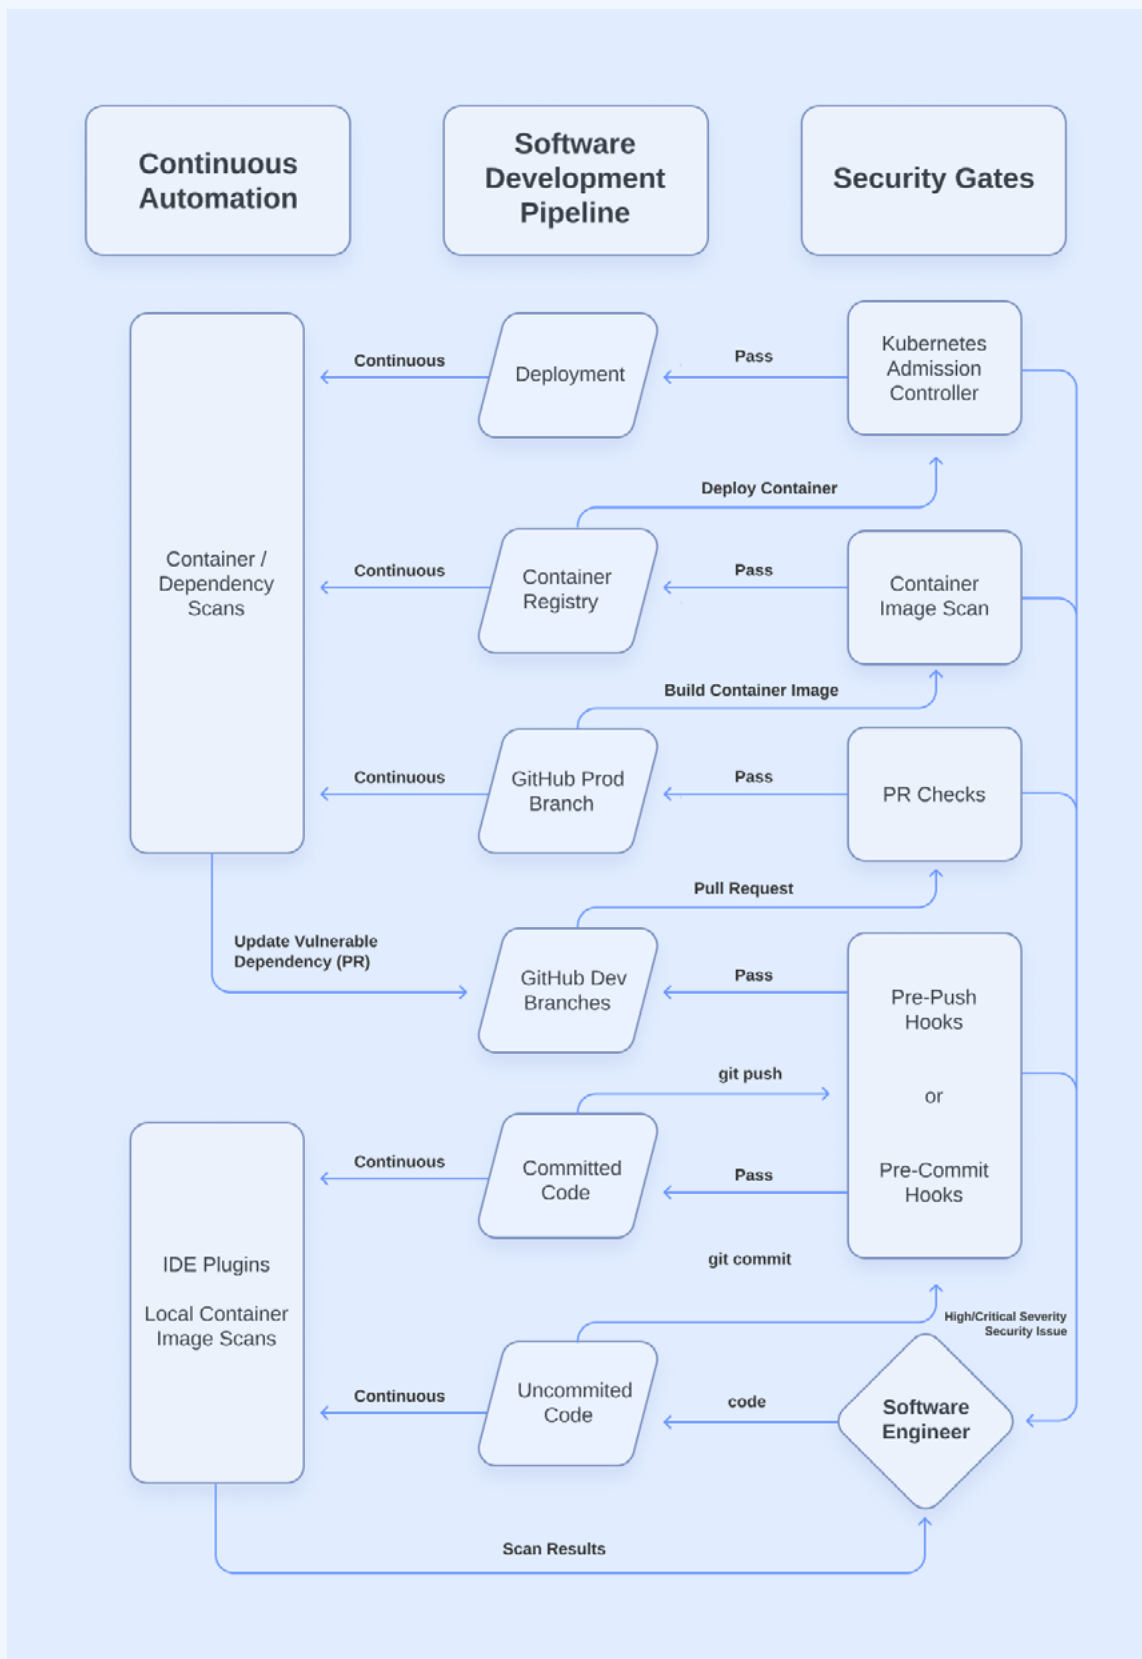 Continuous
Automation
Software
Development
Pipeline
Security Gates
Kubernetes
Admission
Controller
Pass
Deployment
Continuous
Deploy Container
Container /
Dependency
Scans
Continuous
Container
Registry
Pass
Container
Image Scan
Build Container Image
Continuous
GitHub Prod
Branch
Pass
PR Checks
Pull Request
Update Vulnerable
Dependency (PR)
GitHub Dev
Branches
Pass
Pre-Push
Hooks
or
Pre-Commit
Hooks
git push
Continuous
Committed
Code
Pass
git commit
IDE Plugins
Local Container
Image Scans
High/Critical Severity
Security Issue
Continuous
Uncommited
Code
code
Software
Engineer
Scan Results